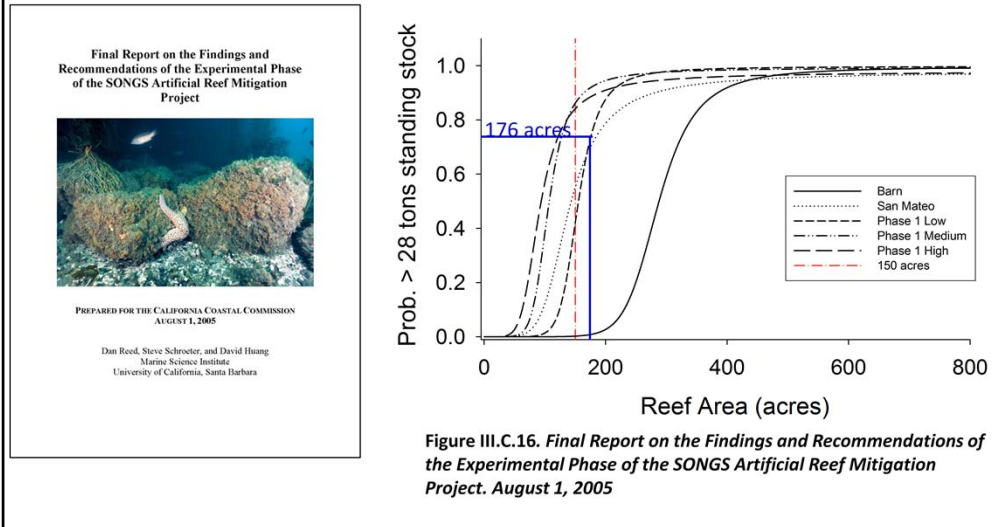 Final Report on the Findings and
Recommendations of the Experimental Phase
of the SONGS Artificial Reef Mitigation
Project
PREPARED FOR THE CALIFORNIA COASTAL COMMISSION
AUGUST 1, 2005
Dan Reed, Steve Schroeter, and David Huang
Marine Science Institute
University of California, Santa Barbara
Prob. > 28 tons standing stock
1.0
0.8
0.6
0.4
0.2
0.0
176 acres
Barn
San Mateo
Phase 1 Low
Phase 1 Medium
Phase 1 High
150 acres
0
200
400
600
800
Reef Area (acres)
Figure III.C.16. Final Report on the Findings and Recommendations of
the Experimental Phase of the SONGS Artificial Reef Mitigation
Project. August 1, 2005